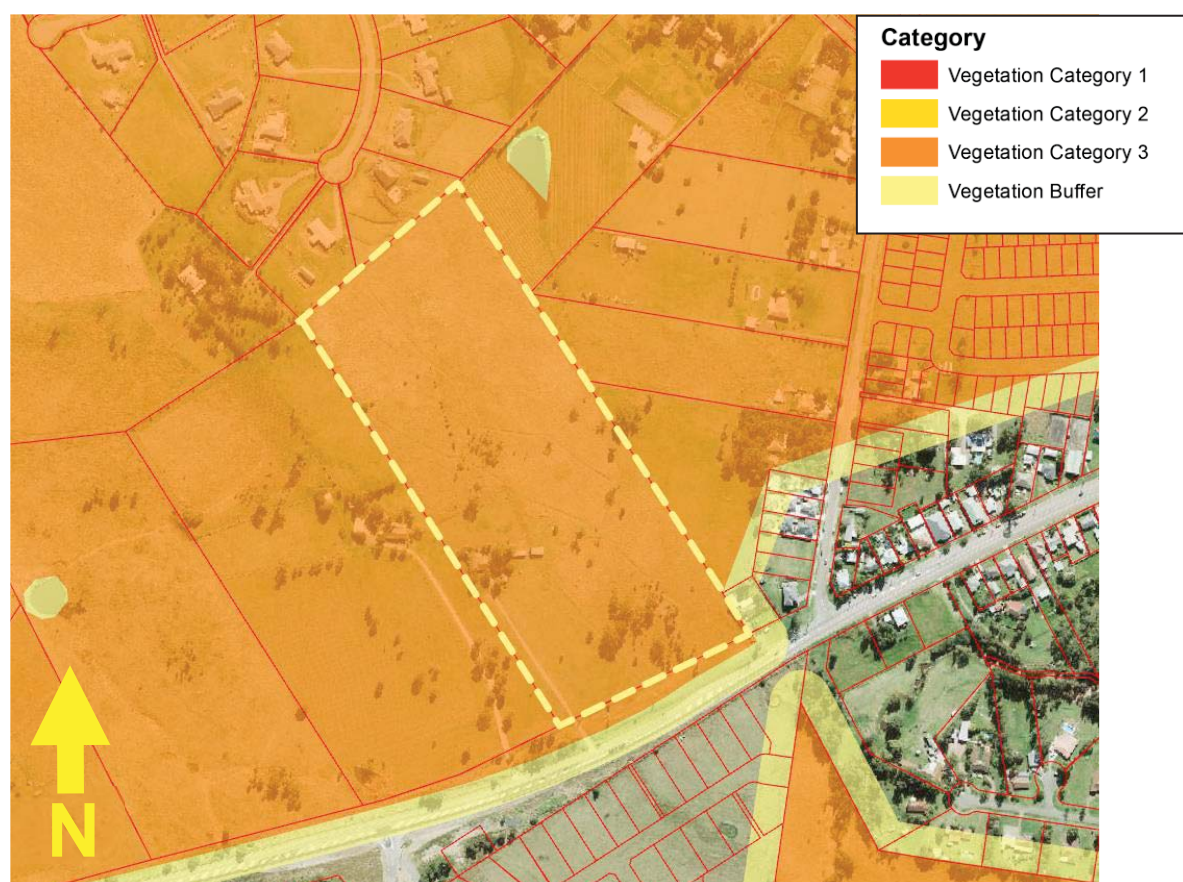 Category
Vegetation Category 1
Vegetation Category 2
Vegetation Category 3
Vegetation Buffer
N